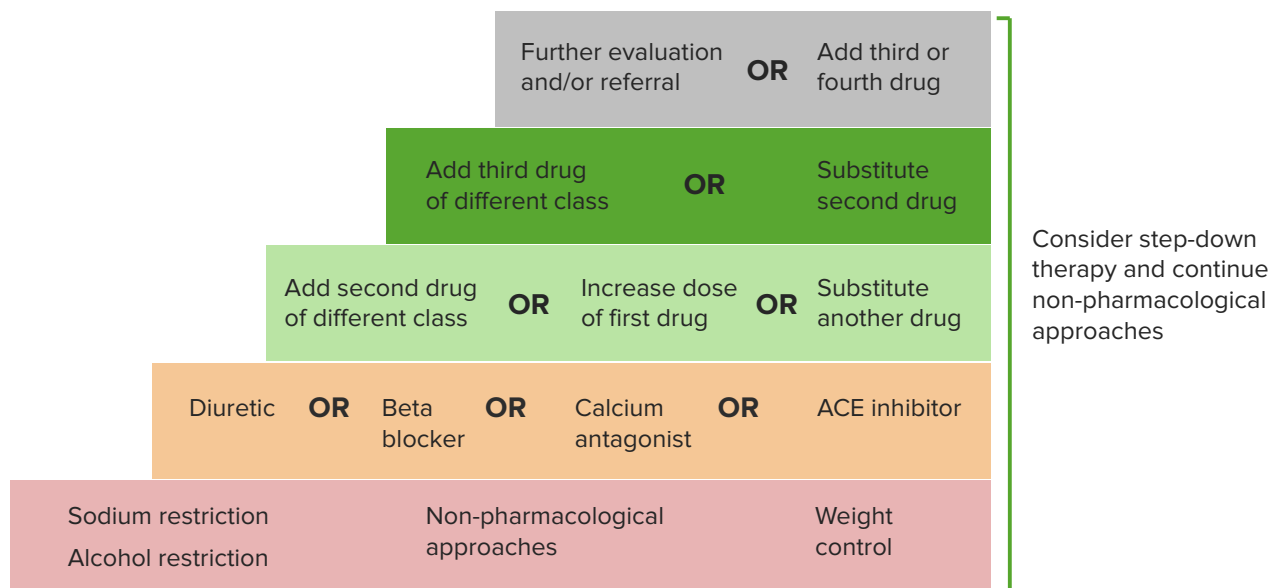 Further evaluation
and/or referral
OR
Add third or
fourth drug
Add third drug
of different class
OR
Substitute
second drug
Add second drug
of different class
OR
Increase dose
of first drug
OR
Substitute
another drug
Diuretic
OR
Beta
blocker
OR
Calcium
antagonist
OR
ACE inhibitor
Sodium restriction
Alcohol restriction
Non-pharmacological
approaches
Weight
control
Consider step-down
therapy and continue
non-pharmacological
approaches